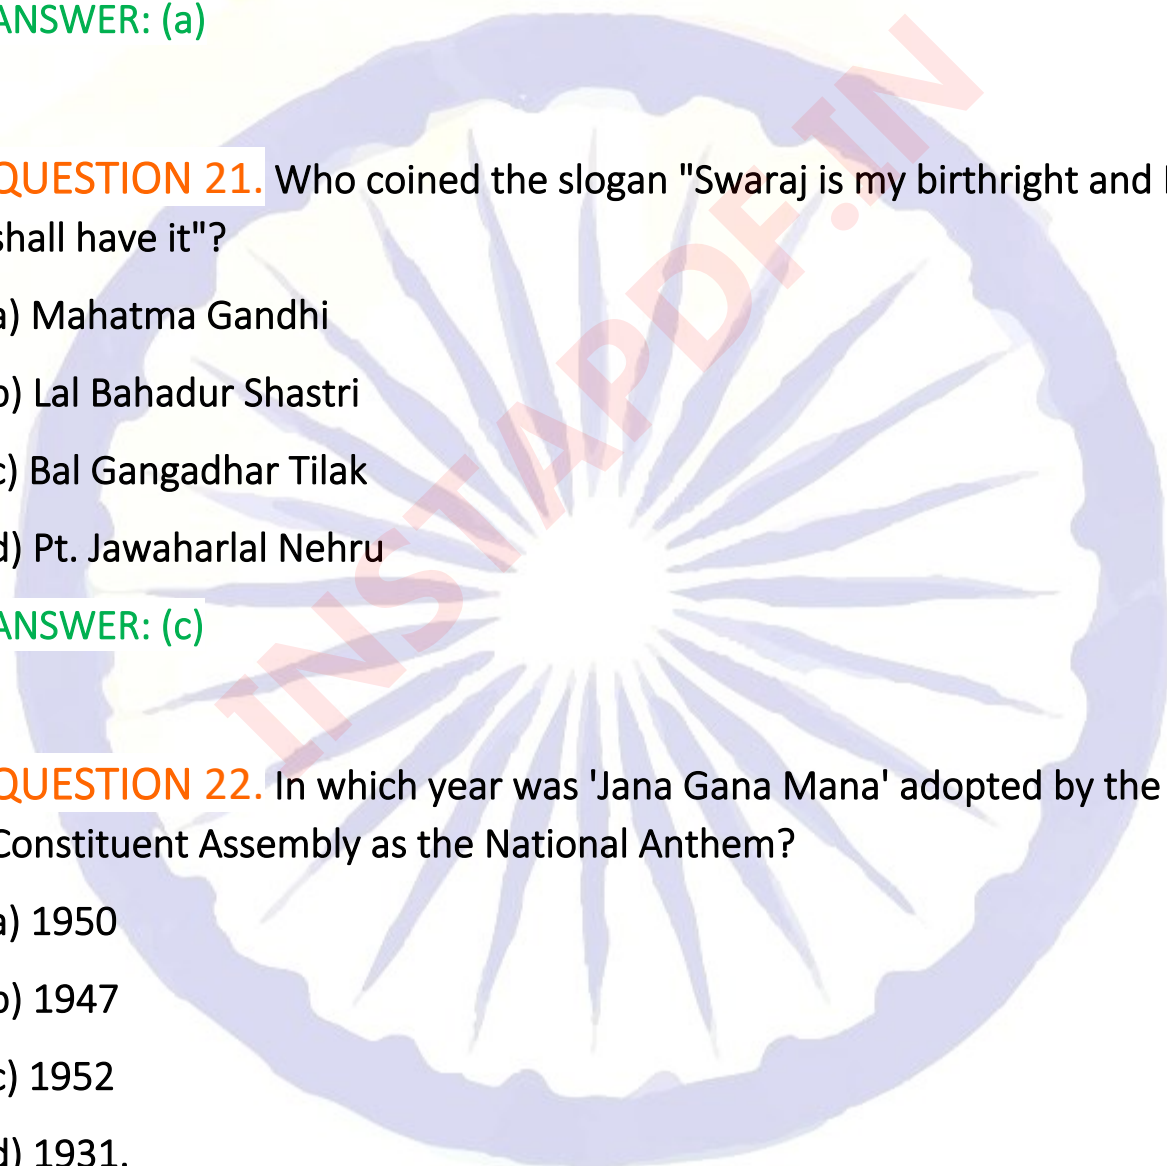 ANSWER: (a)
QUESTION 21. Who coined the slogan "Swaraj is my birthright and I
shall have it"?
a) Mahatma Gandhi
b) Lal Bahadur Shastri
c) Bal Gangadhar Tilak
d) Pt. Jawaharlal Nehru
ANSWER: (c)
QUESTION 22. In which year was 'Jana Gana Mana' adopted by the
Constituent Assembly as the National Anthem?
a) 1950
b) 1947
c) 1952
d) 1931.
INSTAPDF.IN